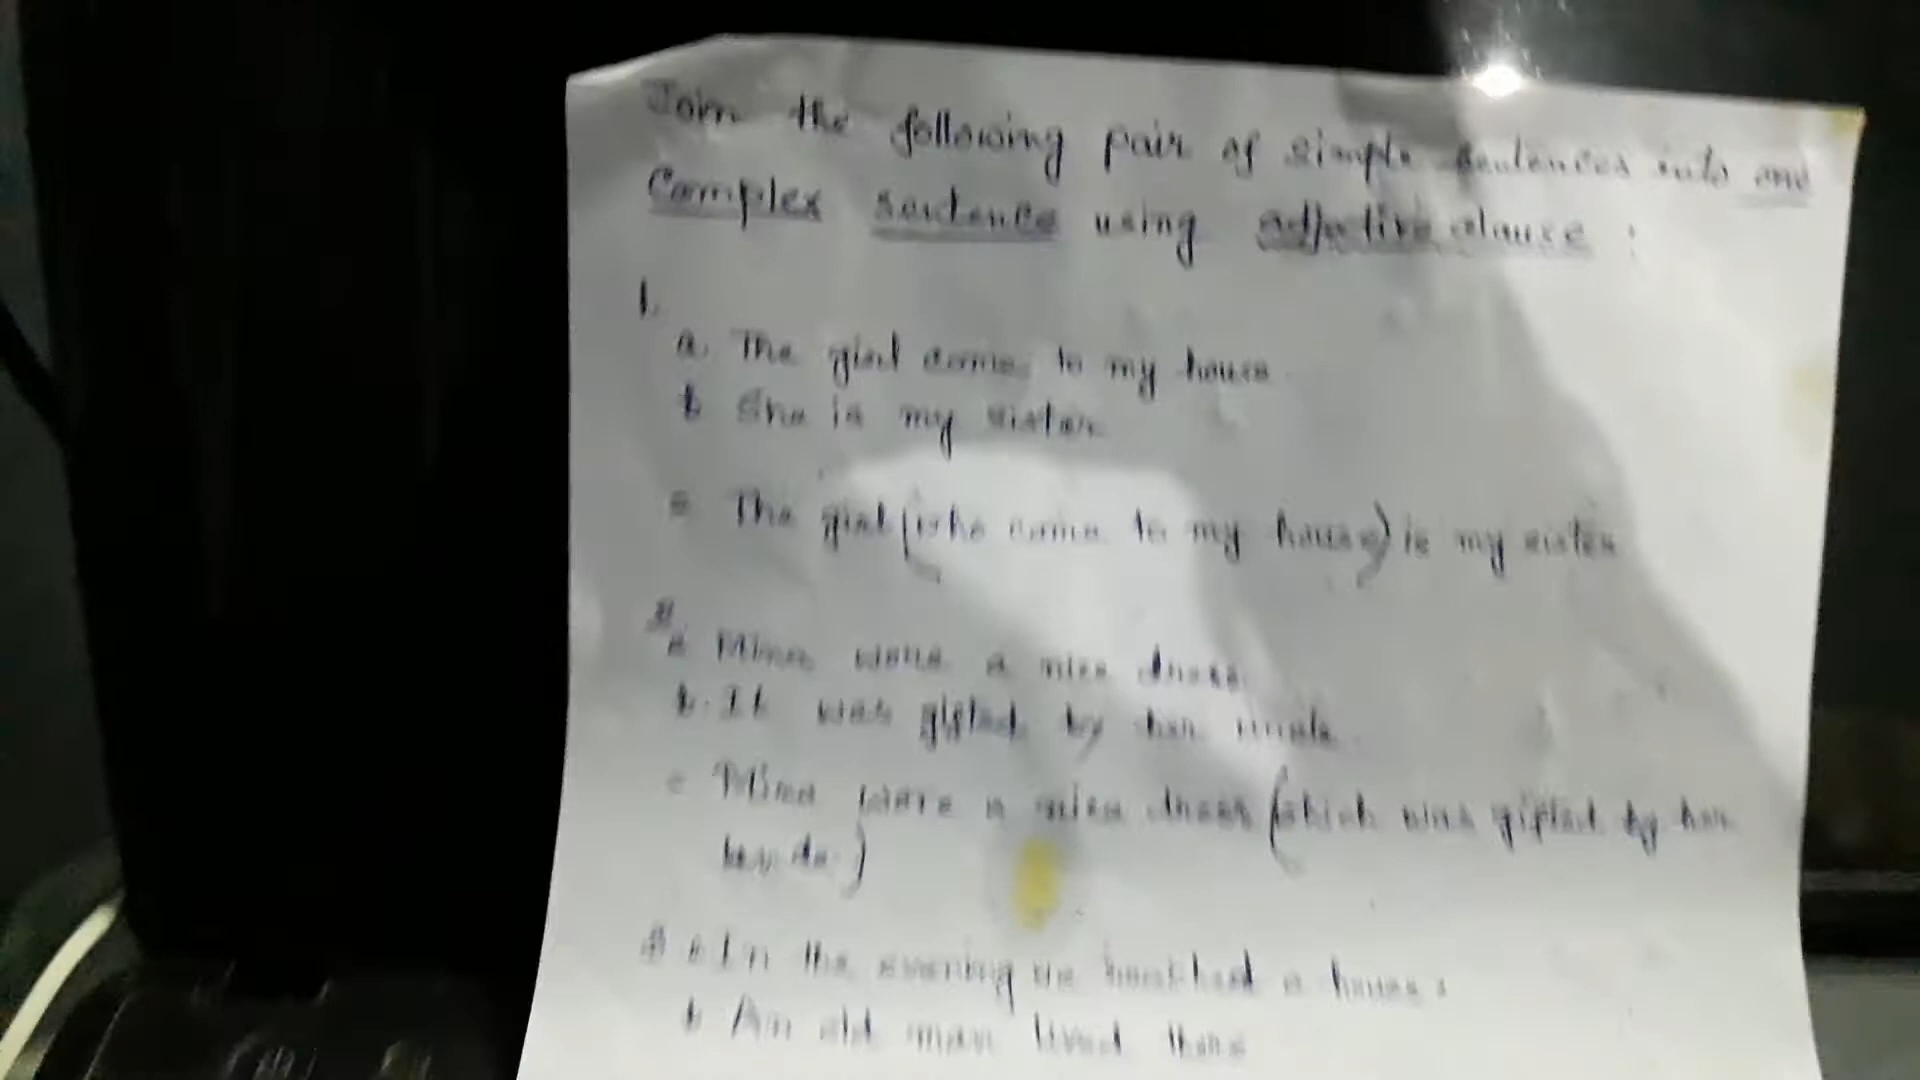 Join the following pair of simple sentences into one
Complex sentence using adjective clause :
1.
a. The girl came to my house
b She is my sister
c The girl (who came to my house) is my sister
2.
a Mina wore a nice dress
b. It was gifted by her
c Mina wore a nice dress (which was gifted by her
3 a In the evening we reached a house.
b An old man lived there